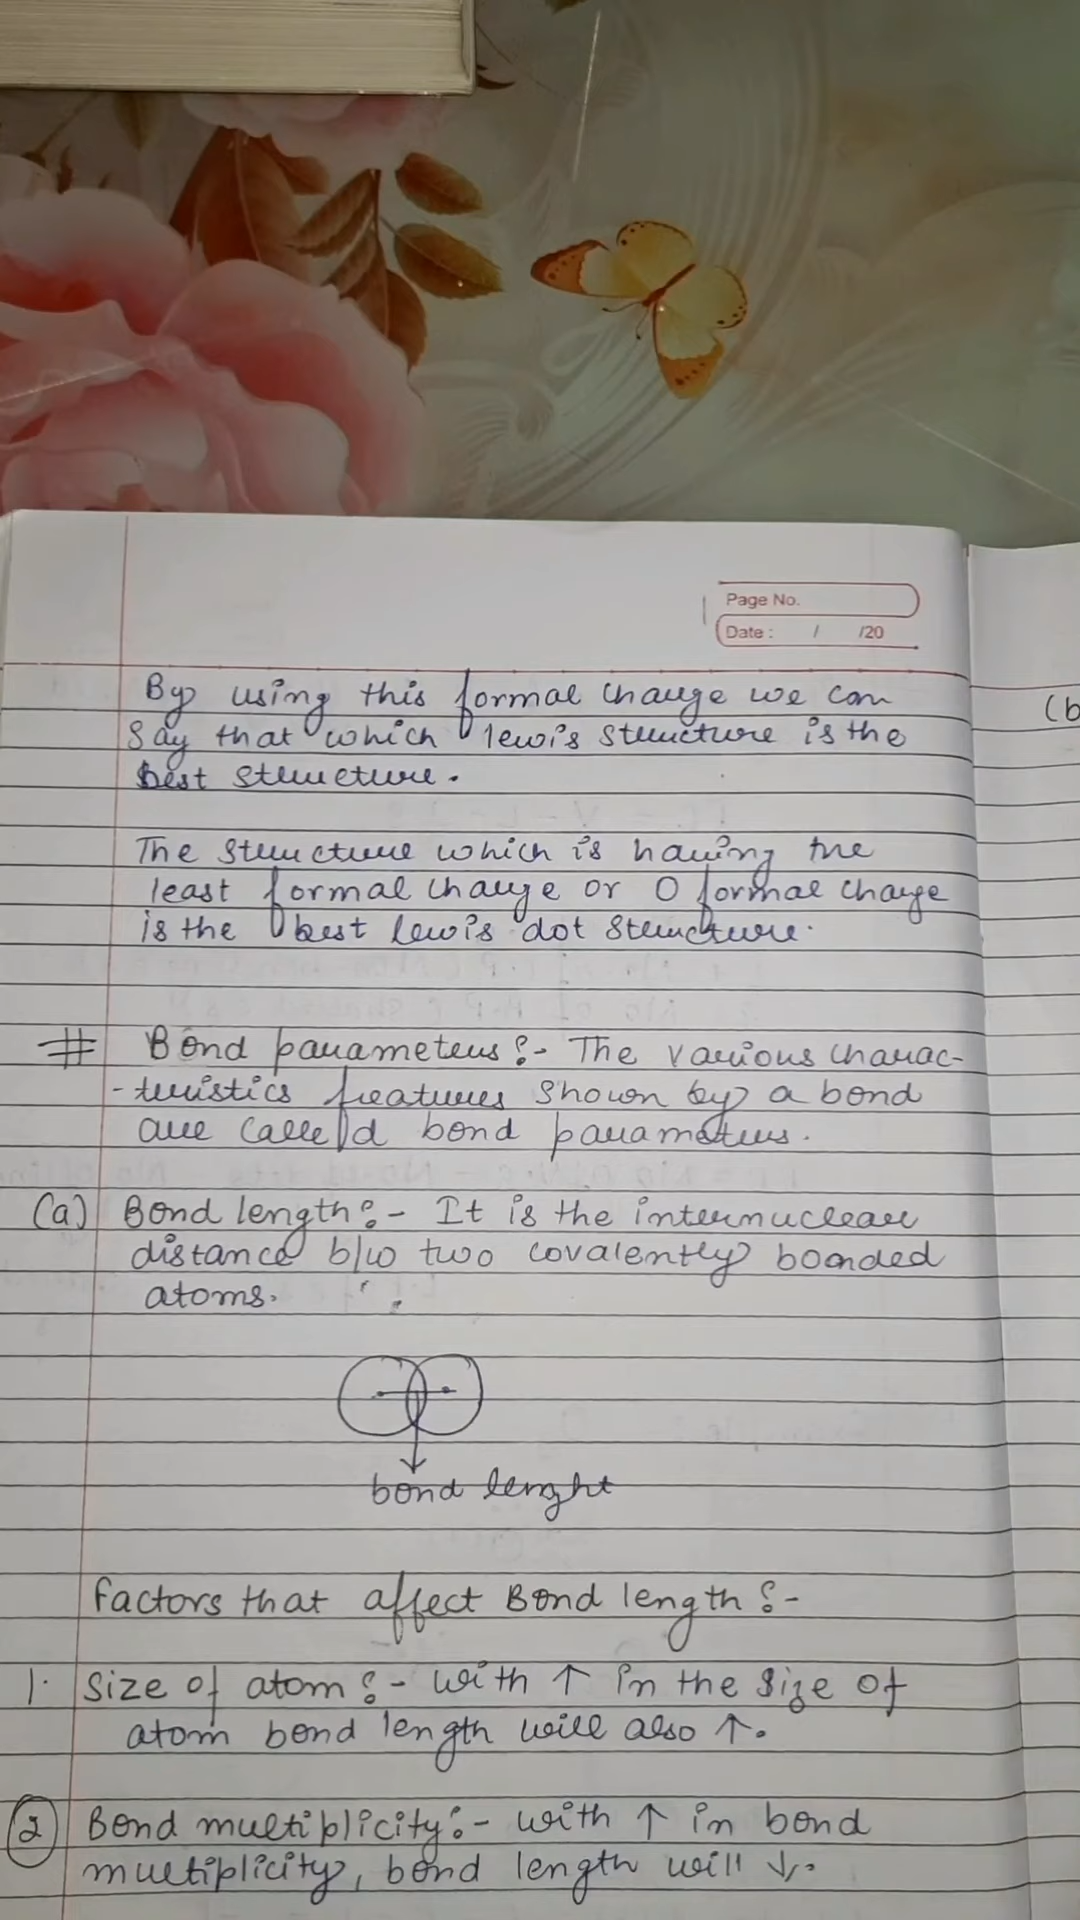 Page No.
Date : / /20
By using this formal charge we can
(b
Say that which lewis structure is the
best structure.
The structure which is having the
least formal charge or 0 formal charge
is the best lewis dot structure.
# Bond parameters :- The various charac-
-teristics features shown by a bond
are called bond parameters.
(a) Bond length :- It is the internuclear
distance b/w two covalently boonded
atoms.
bond lenght
factors that affect Bond length :-
1. Size of atom :- with ↑ in the size of
atom bond length will also ↑.
2 Bond multiplicity :- with ↑ in bond
multiplicity, bond length will ↓.